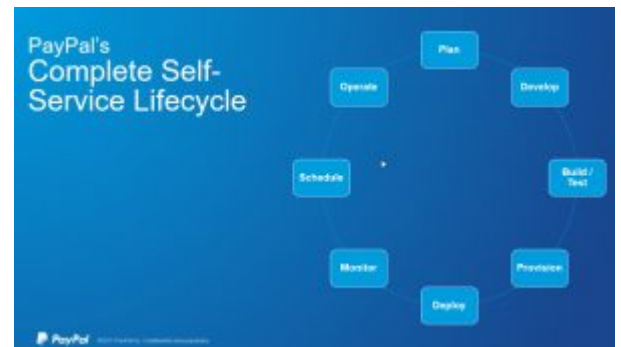 PayPal's
Complete Self-
Service Lifecycle
Plan
Develop
Build /
Test
Provision
Deploy
Monitor
Schedule
Operate
PayPal